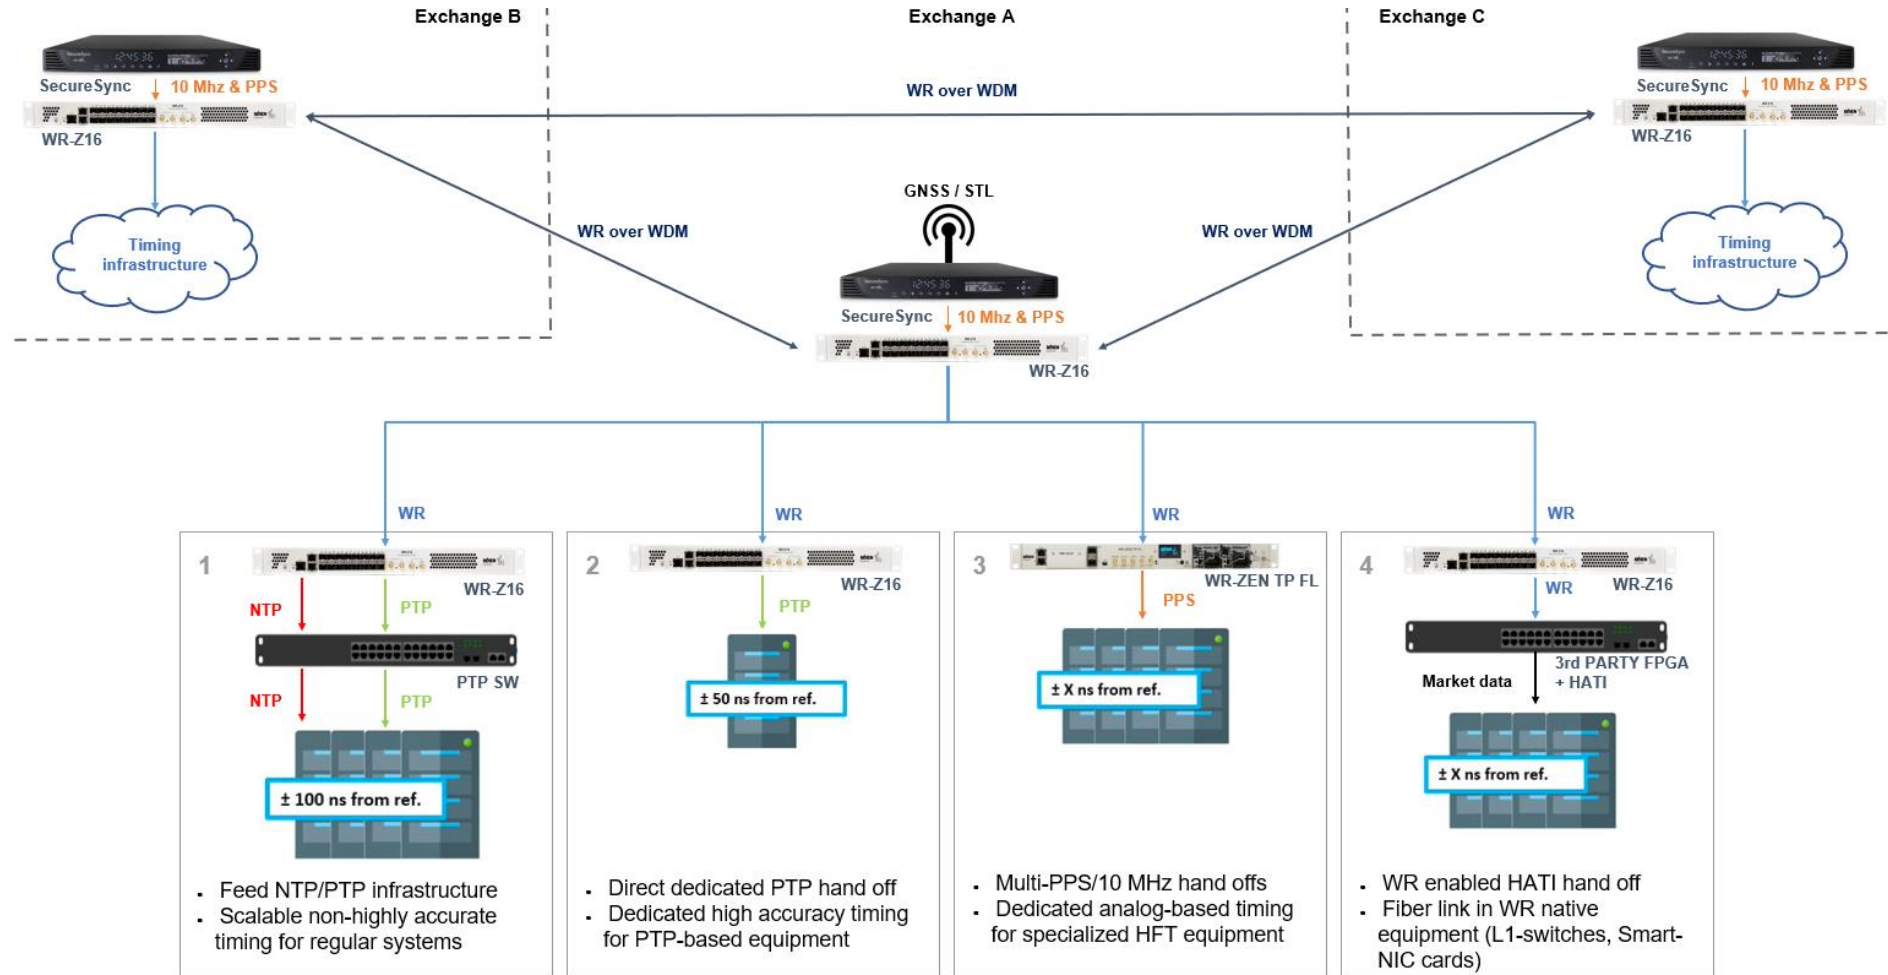 Exchange B
Exchange A
Exchange C
SecureSync
10 Mhz & PPS
WR-Z16
Timing
infrastructure
WR over WDM
WR over WDM
WR over WDM
SecureSync
10 Mhz & PPS
WR-Z16
Timing
infrastructure
GNSS / STL
12:45:36
SecureSync
10 Mhz & PPS
WR-Z16
WR
WR
WR
WR
1
WR-Z16
NTP
PTP
PTP SW
NTP
PTP
± 100 ns from ref.
. Feed NTP/PTP infrastructure
. Scalable non-highly accurate
timing for regular systems
2
WR-Z16
PTP
± 50 ns from ref.
. Direct dedicated PTP hand off
. Dedicated high accuracy timing
for PTP-based equipment
3
WR-ZEN TP FL
PPS
± X ns from ref.
. Multi-PPS/10 MHz hand offs
. Dedicated analog-based timing
for specialized HFT equipment
4
WR-Z16
WR
3rd PARTY FPGA
+ HATI
Market data
± X ns from ref.
. WR enabled HATI hand off
. Fiber link in WR native
equipment (L1-switches, Smart-
NIC cards)